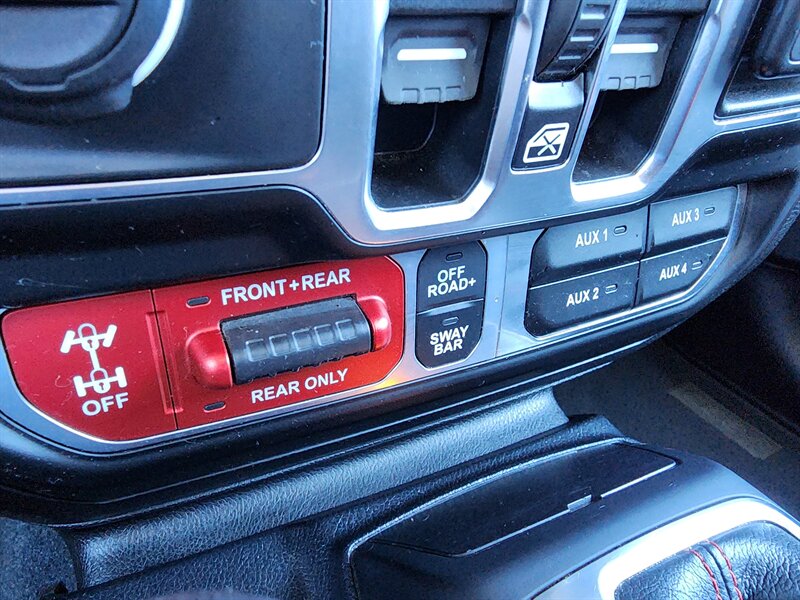 FRONT+REAR
REAR ONLY
OFF
OFF
ROAD+
SWAY
BAR
AUX 1
AUX 2
AUX 3
AUX 4